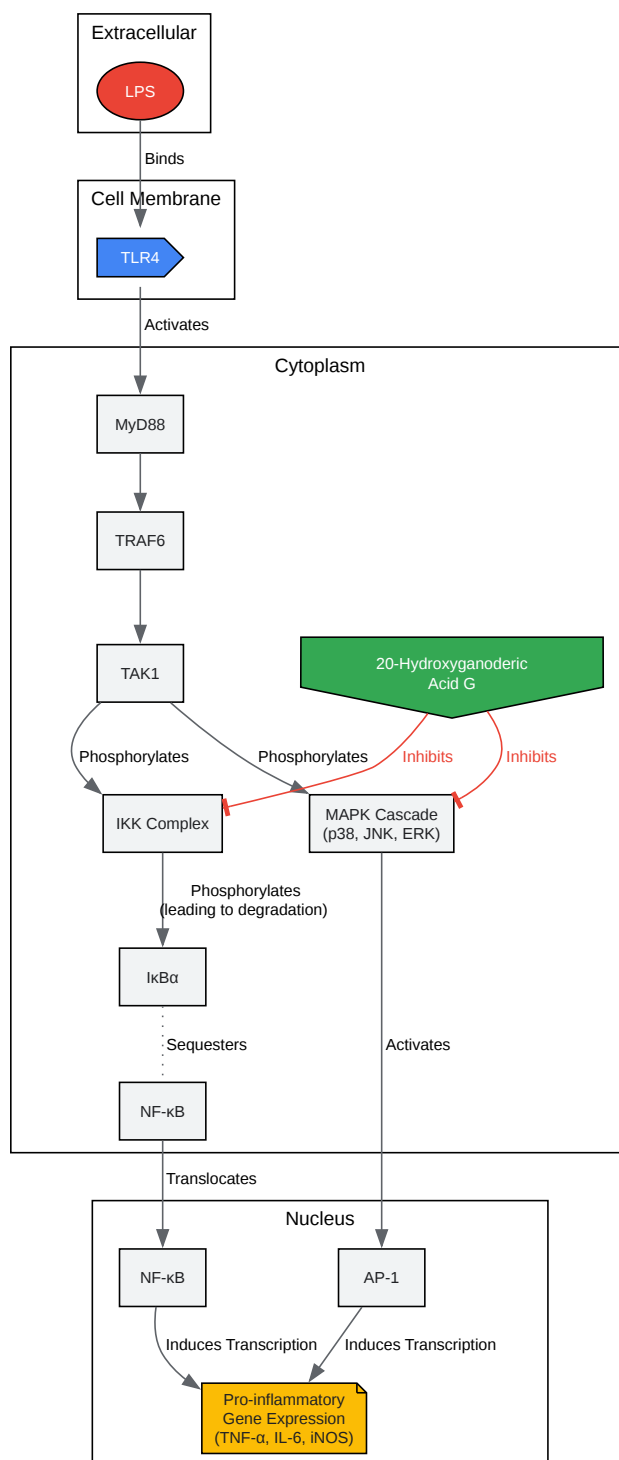 Extracellular
LPS
Binds
Cell Membrane
TLR4
Activates
Cytoplasm
MyD88
TRAF6
TAK1
20-Hydroxyganoderic
Acid G
Phosphorylates
Phosphorylates
Inhibits
Inhibits
IKK Complex
MAPK Cascade
(p38, JNK, ERK)
Phosphorylates
(leading to degradation)
IκBα
Sequesters
Activates
NF-κB
Translocates
Nucleus
NF-κB
AP-1
Induces Transcription
Induces Transcription
Pro-inflammatory
Gene Expression
(TNF-α, IL-6, iNOS)